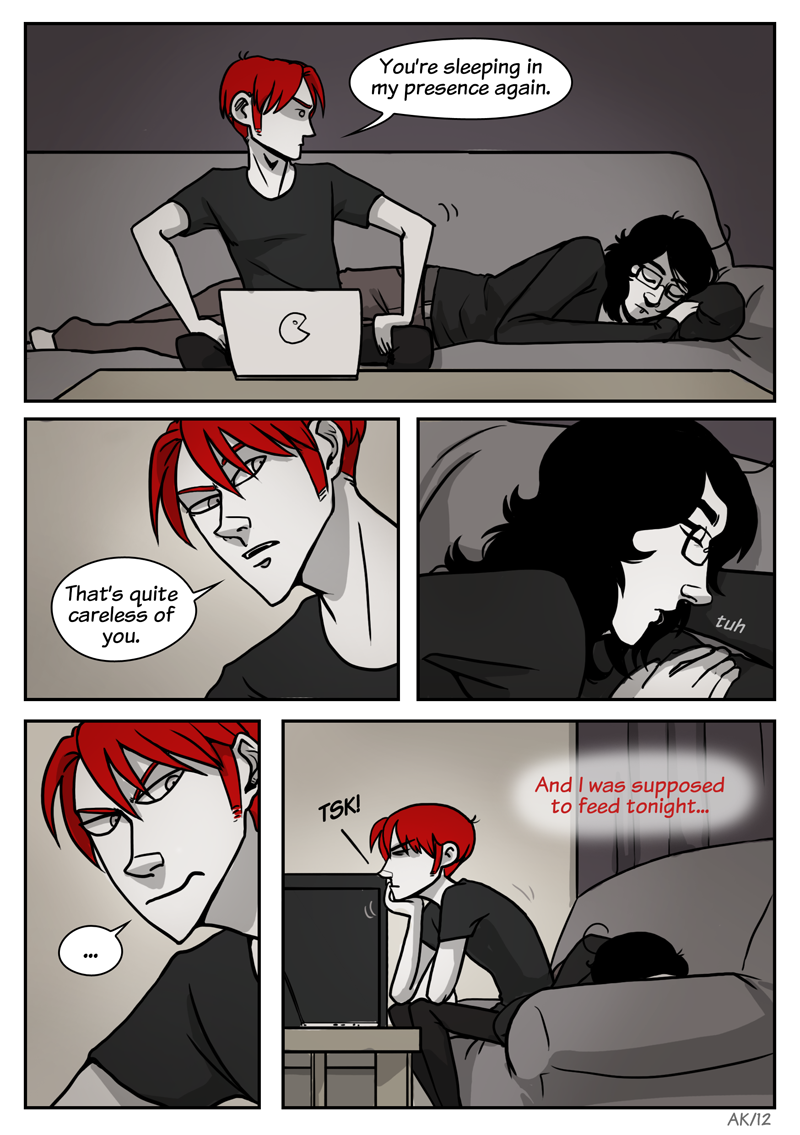 You're sleeping in
my presence again.
That's quite
careless of
you.
tuh
...
TSK!
And I was supposed
to feed tonight...
AK/12